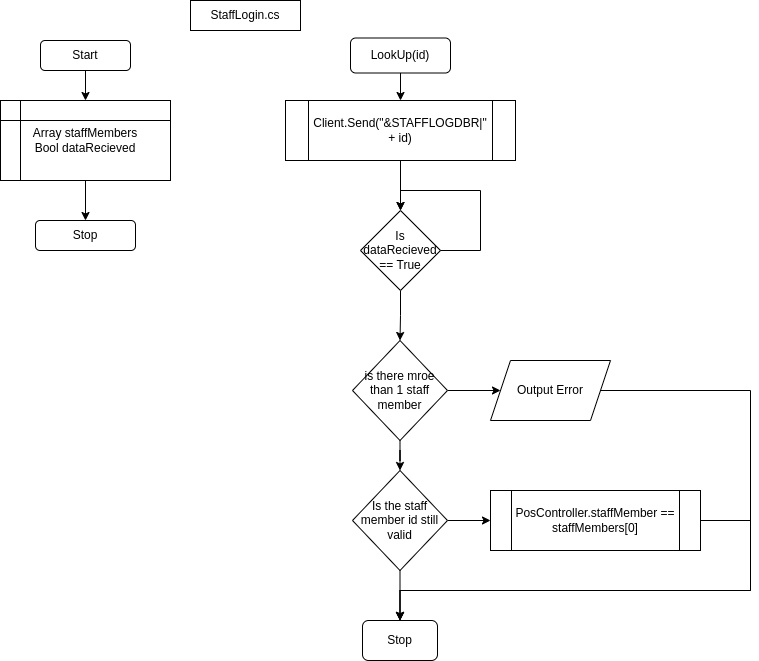 StaffLogin.cs
Start
Array staffMembers
Bool dataRecieved
Stop
LookUp(id)
Client.Send("&STAFFLOGDBR|"
+ id)
Is
dataRecieved
== True
is there mroe
than 1 staff
member
Output Error
Is the staff
member id still
valid
PosController.staffMember ==
staffMembers[0]
Stop